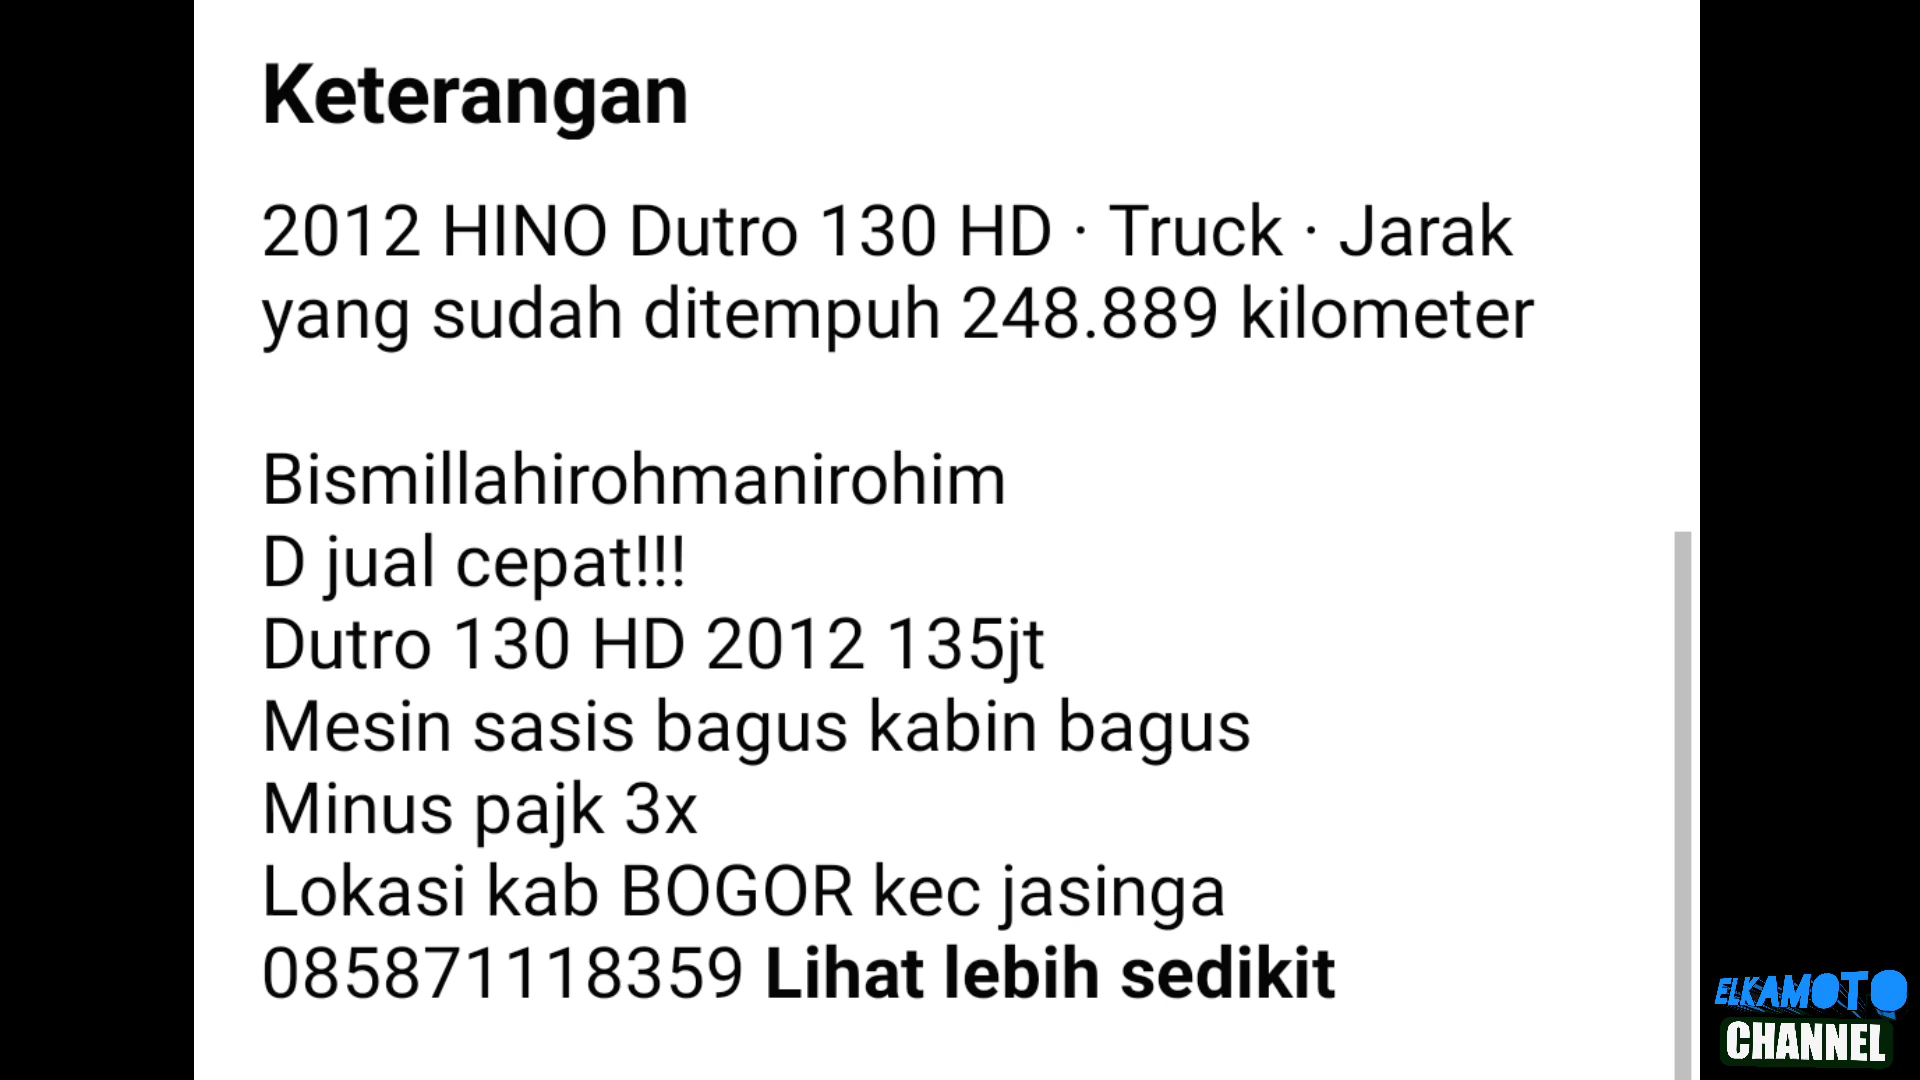 Keterangan
2012 HINO Dutro 130 HD · Truck · Jarak
yang sudah ditempuh 248.889 kilometer
Bismillahirohmanirohim
D jual cepat!!!
Dutro 130 HD 2012 135jt
Mesin sasis bagus kabin bagus
Minus pajk 3x
Lokasi kab BOGOR kec jasinga
085871118359 Lihat lebih sedikit
ELKAMOTO
CHANNEL